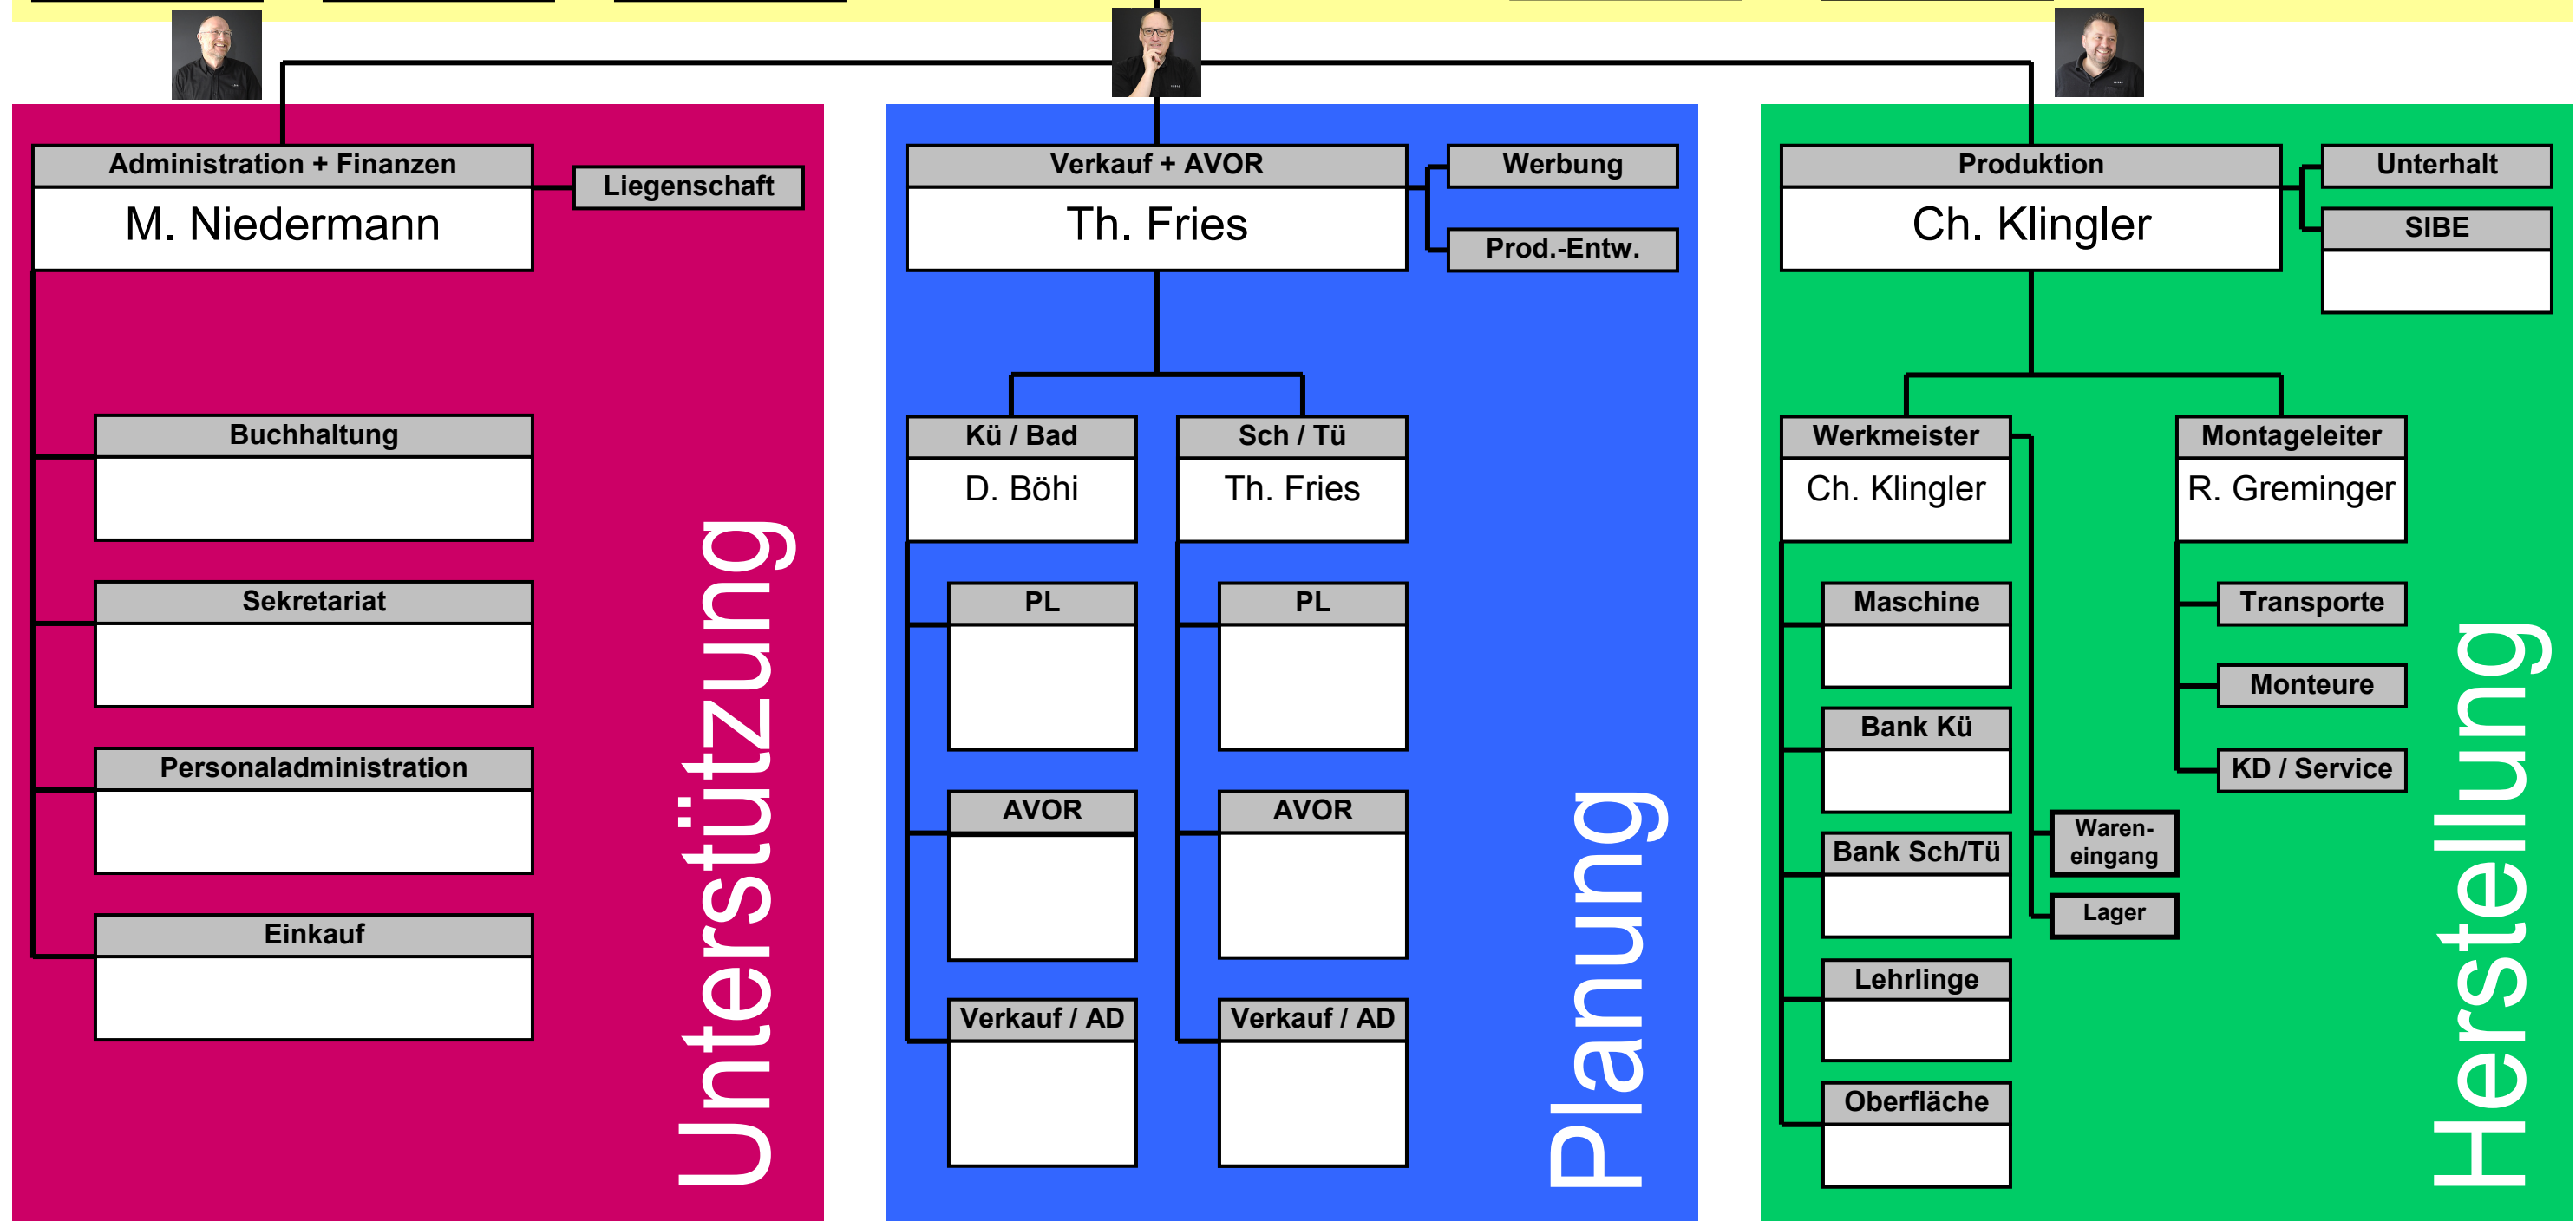 Administration + Finanzen
M. Niedermann
Liegenschaft
Buchhaltung
Sekretariat
Personaladministration
Einkauf
Unterstützung
Verkauf + AVOR
Th. Fries
Werbung
Prod.-Entw.
Kü / Bad
D. Böhi
PL
AVOR
Verkauf / AD
Sch / Tü
Th. Fries
PL
AVOR
Verkauf / AD
Planung
Produktion
Ch. Klingler
Unterhalt
SIBE
Werkmeister
Ch. Klingler
Maschine
Bank Kü
Bank Sch/Tü
Lehrlinge
Oberfläche
Waren-
eingang
Lager
Montageleiter
R. Greminger
Transporte
Monteure
KD / Service
Herstellung